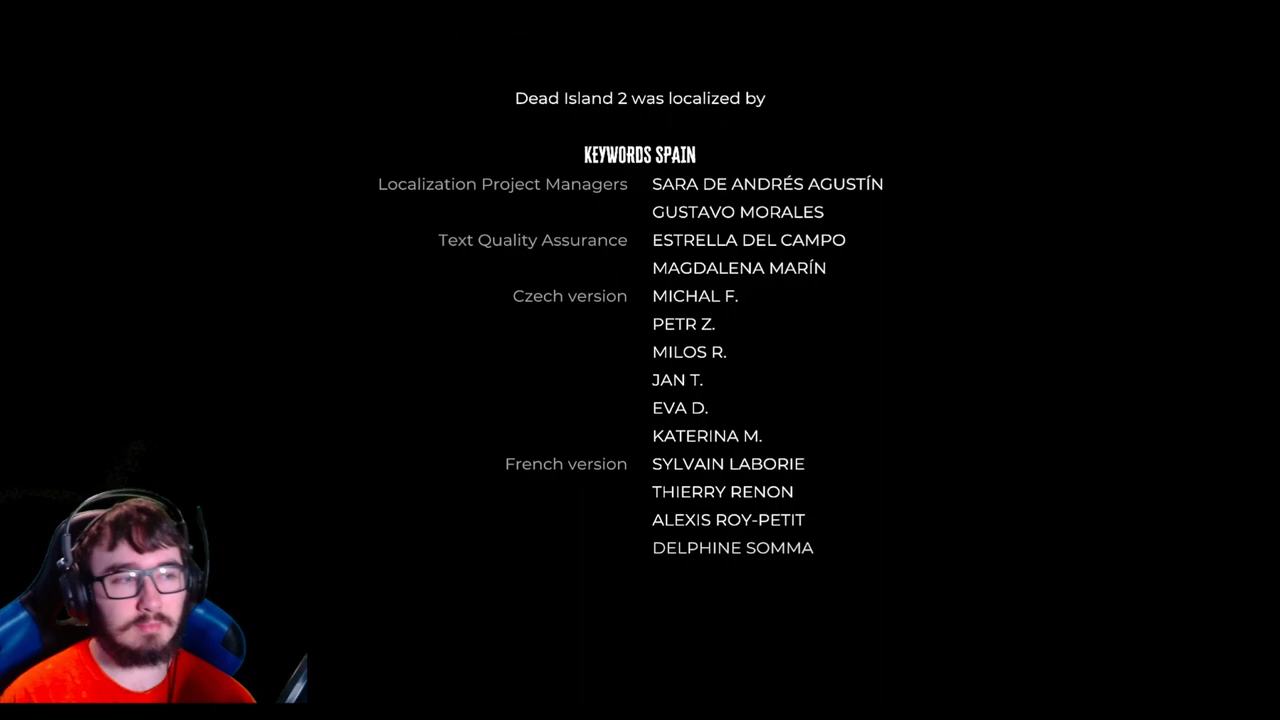 Dead Island 2 was localized by
KEYWORDS SPAIN
Localization Project Managers SARA DE ANDRÉS AGUSTÍN
GUSTAVO MORALES
Text Quality Assurance ESTRELLA DEL CAMPO
MAGDALENA MARÍN
Czech version MICHAL F.
PETR Z.
MILOS R.
JAN T.
EVA D.
KATERINA M.
French version SYLVAIN LABORIE
THIERRY RENON
ALEXIS ROY-PETIT
DELPHINE SOMMA